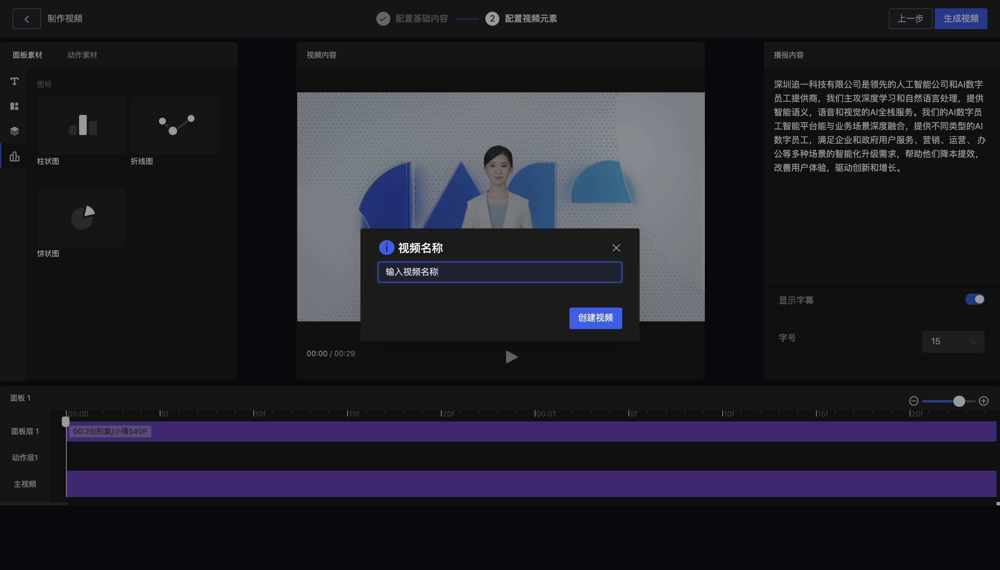 制作视频
配置基础内容
2 配置视频元素
上一步
生成视频
面板素材
动作素材
图标
柱状图
折线图
饼状图
视频内容
视频名称
输入视频名称
创建视频
00:00 / 00:29
播报内容
深圳追一科技有限公司是领先的人工智能公司和AI数字
员工提供商，我们主攻深度学习和自然语言处理，提供
智能语义，语音和视觉的AI全栈服务。我们的AI数字员
工智能平台能与业务场景深度融合，提供不同类型的AI
数字员工，满足企业和政府用户服务、营销、运营、 办
公等多种场景的智能化升级需求，帮助他们降本提效，
改善用户体验，驱动创新和增长。
显示字幕
字号
15
面板 1
00:00 5f 10f 15f 20f 00:01 5f 10f 15f 20f
面板层 1
00:29/形象/小倩540P
动作层1
主视频